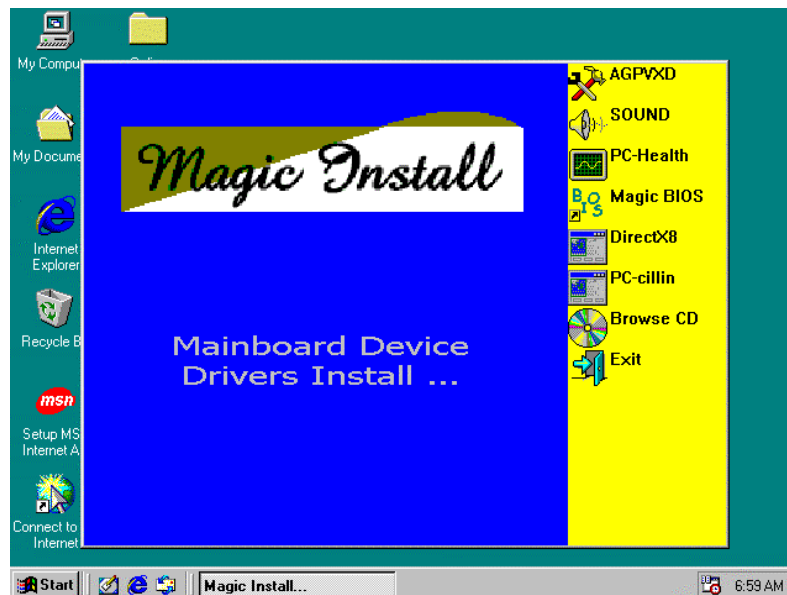 My Compu
My Docume
Internet
Explorer
Recycle B
msn
Setup MS
Internet A
Connect to
Internet
Magic Install
Mainboard Device
Drivers Install ...
AGPVXD
SOUND
PC-Health
BIOS
Magic BIOS
DirectX8
PC-cillin
Browse CD
Exit
Start
Magic Install...
6:59 AM